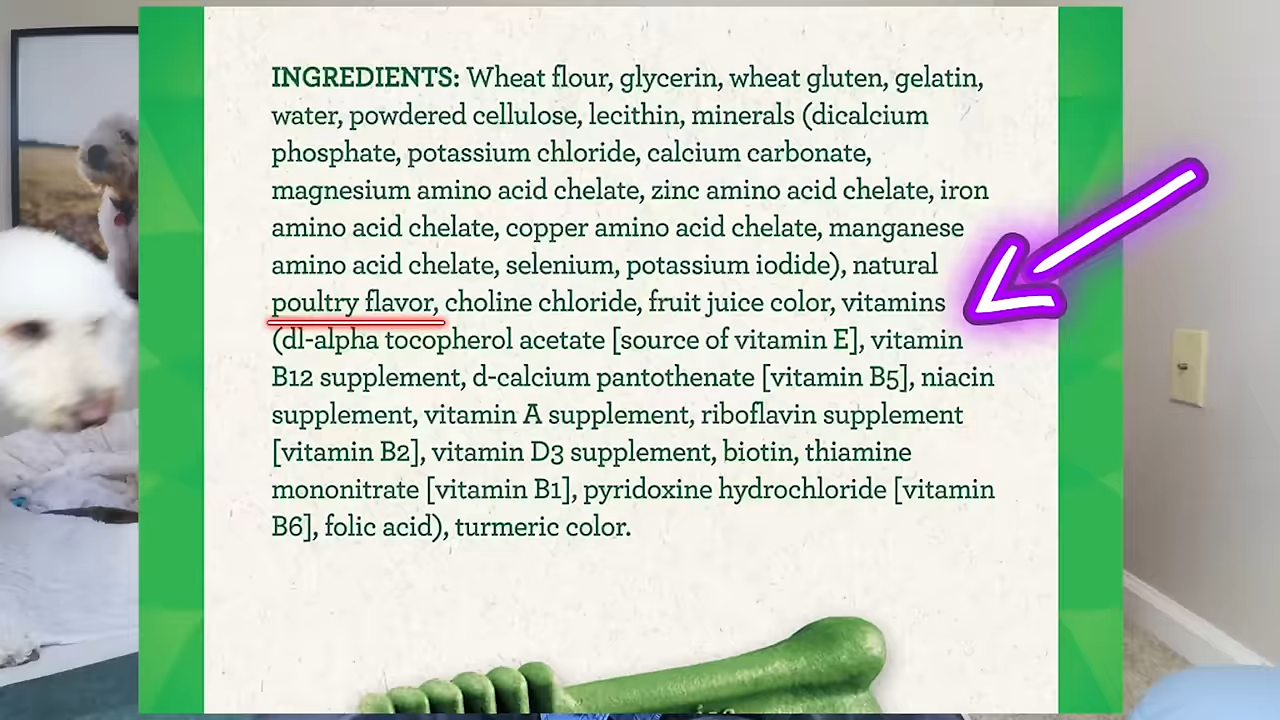 INGREDIENTS: Wheat flour, glycerin, wheat gluten, gelatin,
water, powdered cellulose, lecithin, minerals (dicalcium
phosphate, potassium chloride, calcium carbonate,
magnesium amino acid chelate, zinc amino acid chelate, iron
amino acid chelate, copper amino acid chelate, manganese
amino acid chelate, selenium, potassium iodide), natural
poultry flavor, choline chloride, fruit juice color, vitamins
(dl-alpha tocopherol acetate [source of vitamin E], vitamin
B12 supplement, d-calcium pantothenate [vitamin B5], niacin
supplement, vitamin A supplement, riboflavin supplement
[vitamin B2], vitamin D3 supplement, biotin, thiamine
mononitrate [vitamin B1], pyridoxine hydrochloride [vitamin
B6], folic acid), turmeric color.